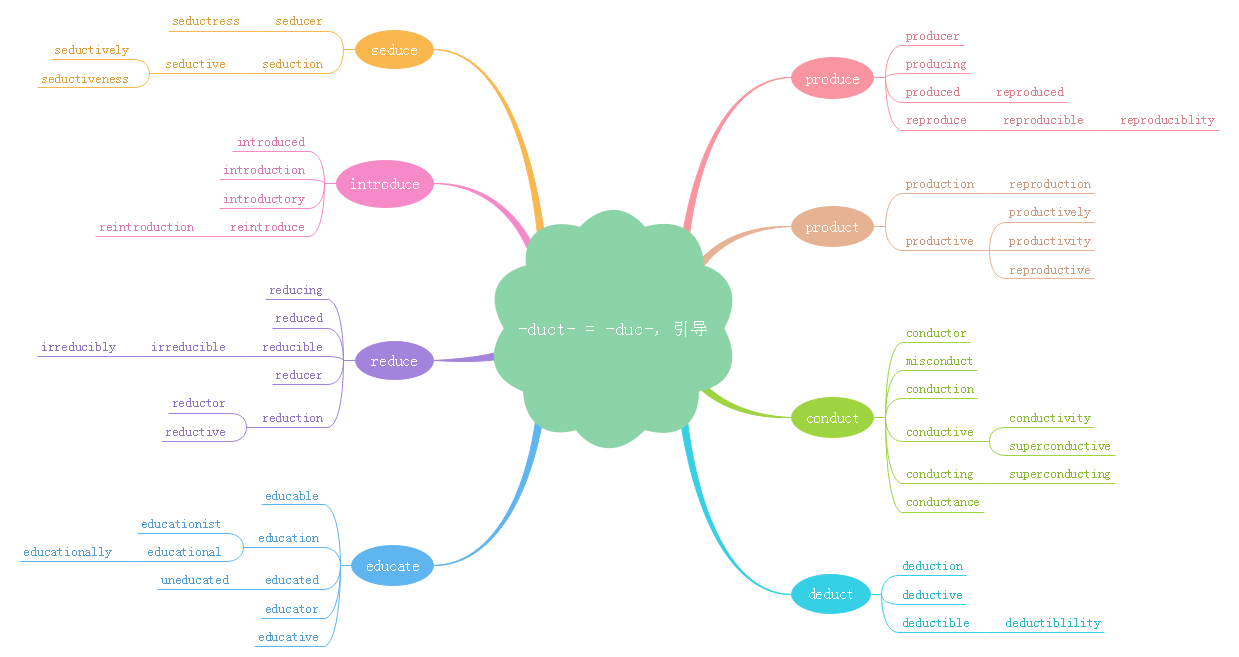 -duct- = -duc-, 引导
seduce
seducer
seductress
seduction
seductive
seductively
seductiveness
introduce
introduced
introduction
introductory
reintroduce
reintroduction
reduce
reducing
reduced
reducible
irreducible
irreducibly
reducer
reduction
reductor
reductive
educate
educable
education
educationist
educational
educationally
educated
uneducated
educator
educative
produce
producer
producing
produced
reproduced
reproduce
reproducible
reproduciblity
product
production
reproduction
productive
productively
productivity
reproductive
conduct
conductor
misconduct
conduction
conductive
conductivity
superconductive
conducting
superconducting
conductance
deduct
deduction
deductive
deductible
deductiblility